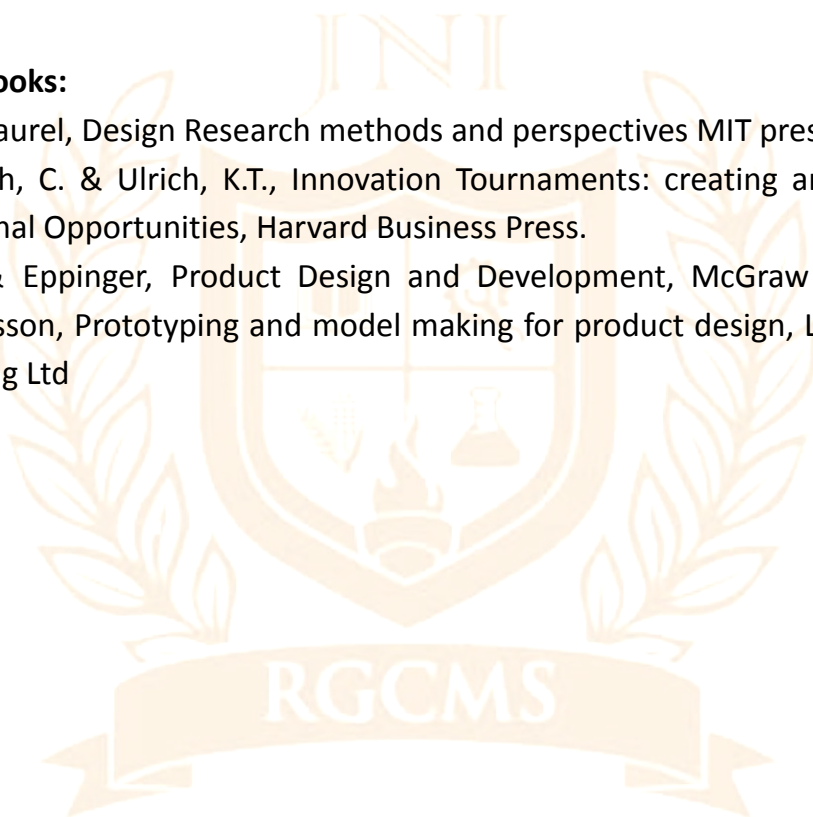 JNI
ooks:
aurel, Design Research methods and perspectives MIT pres
h, C. & Ulrich, K.T., Innovation Tournaments: creating a
nal Opportunities, Harvard Business Press.
& Eppinger, Product Design and Development, McGraw
sson, Prototyping and model making for product design, L
g Ltd
RGCMS